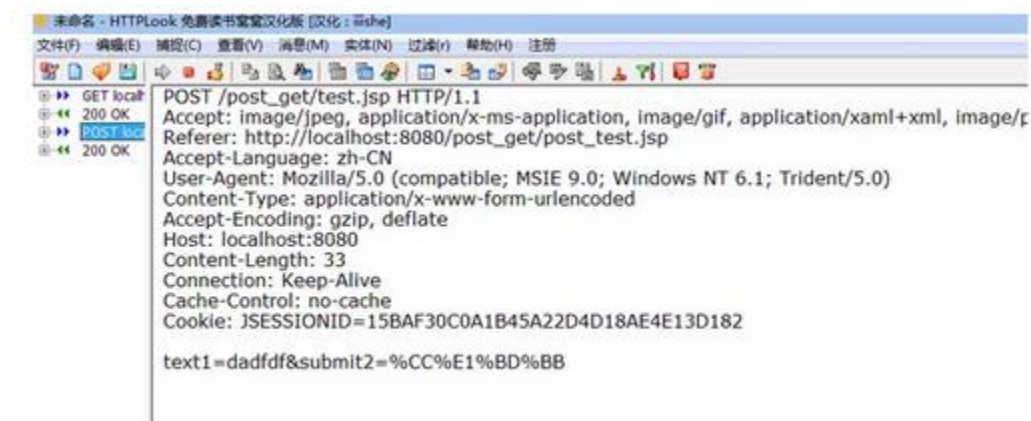 未命名 - HTTPLook 免费读书窝窝汉化版 [汉化 : iiishe]
文件(F) 编辑(E) 捕捉(C) 查看(V) 消息(M) 实体(N) 过滤(r) 帮助(H) 注册
GET localh
200 OK
POST loca
200 OK
POST /post_get/test.jsp HTTP/1.1
Accept: image/jpeg, application/x-ms-application, image/gif, application/xaml+xml, image/p
Referer: http://localhost:8080/post_get/post_test.jsp
Accept-Language: zh-CN
User-Agent: Mozilla/5.0 (compatible; MSIE 9.0; Windows NT 6.1; Trident/5.0)
Content-Type: application/x-www-form-urlencoded
Accept-Encoding: gzip, deflate
Host: localhost:8080
Content-Length: 33
Connection: Keep-Alive
Cache-Control: no-cache
Cookie: JSESSIONID=15BAF30C0A1B45A22D4D18AE4E13D182
text1=dadfdf&submit2=%CC%E1%BD%BB